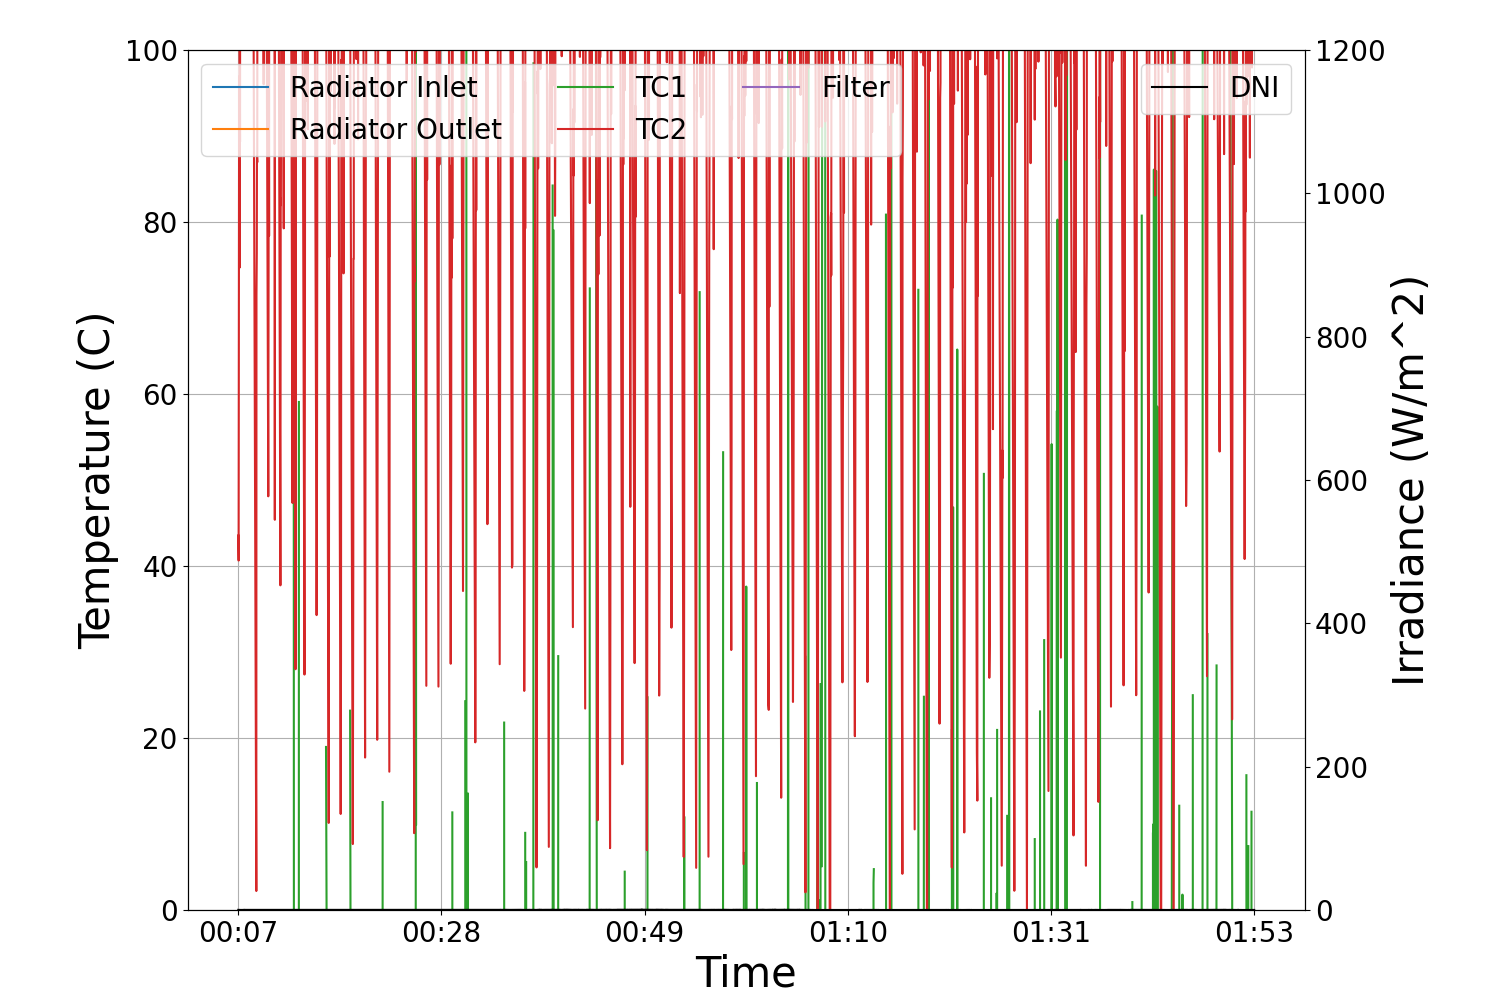 100
80
60
40
20
0
Temperature (C)
Radiator Inlet
Radiator Outlet
TC1
TC2
Filter
DNI
1200
1000
800
600
400
200
0
Irradiance (W/m^2)
00:07
00:28
00:49
01:10
01:31
01:53
Time